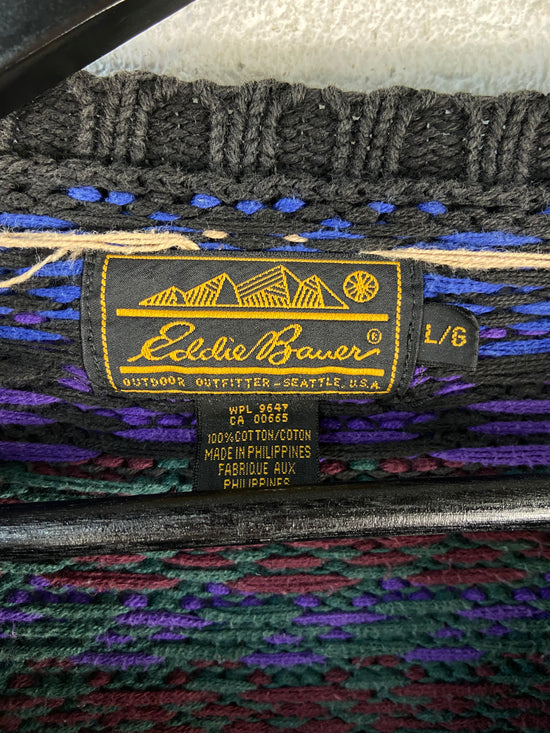 Eddie Bauer ®
OUTDOOR OUTFITTER – SEATTLE, U.S.A.
L/G
WPL 9647
CA 00665
100% COTTON/COTON
MADE IN PHILIPPINES
FABRIQUE AUX
PHILIPPINES